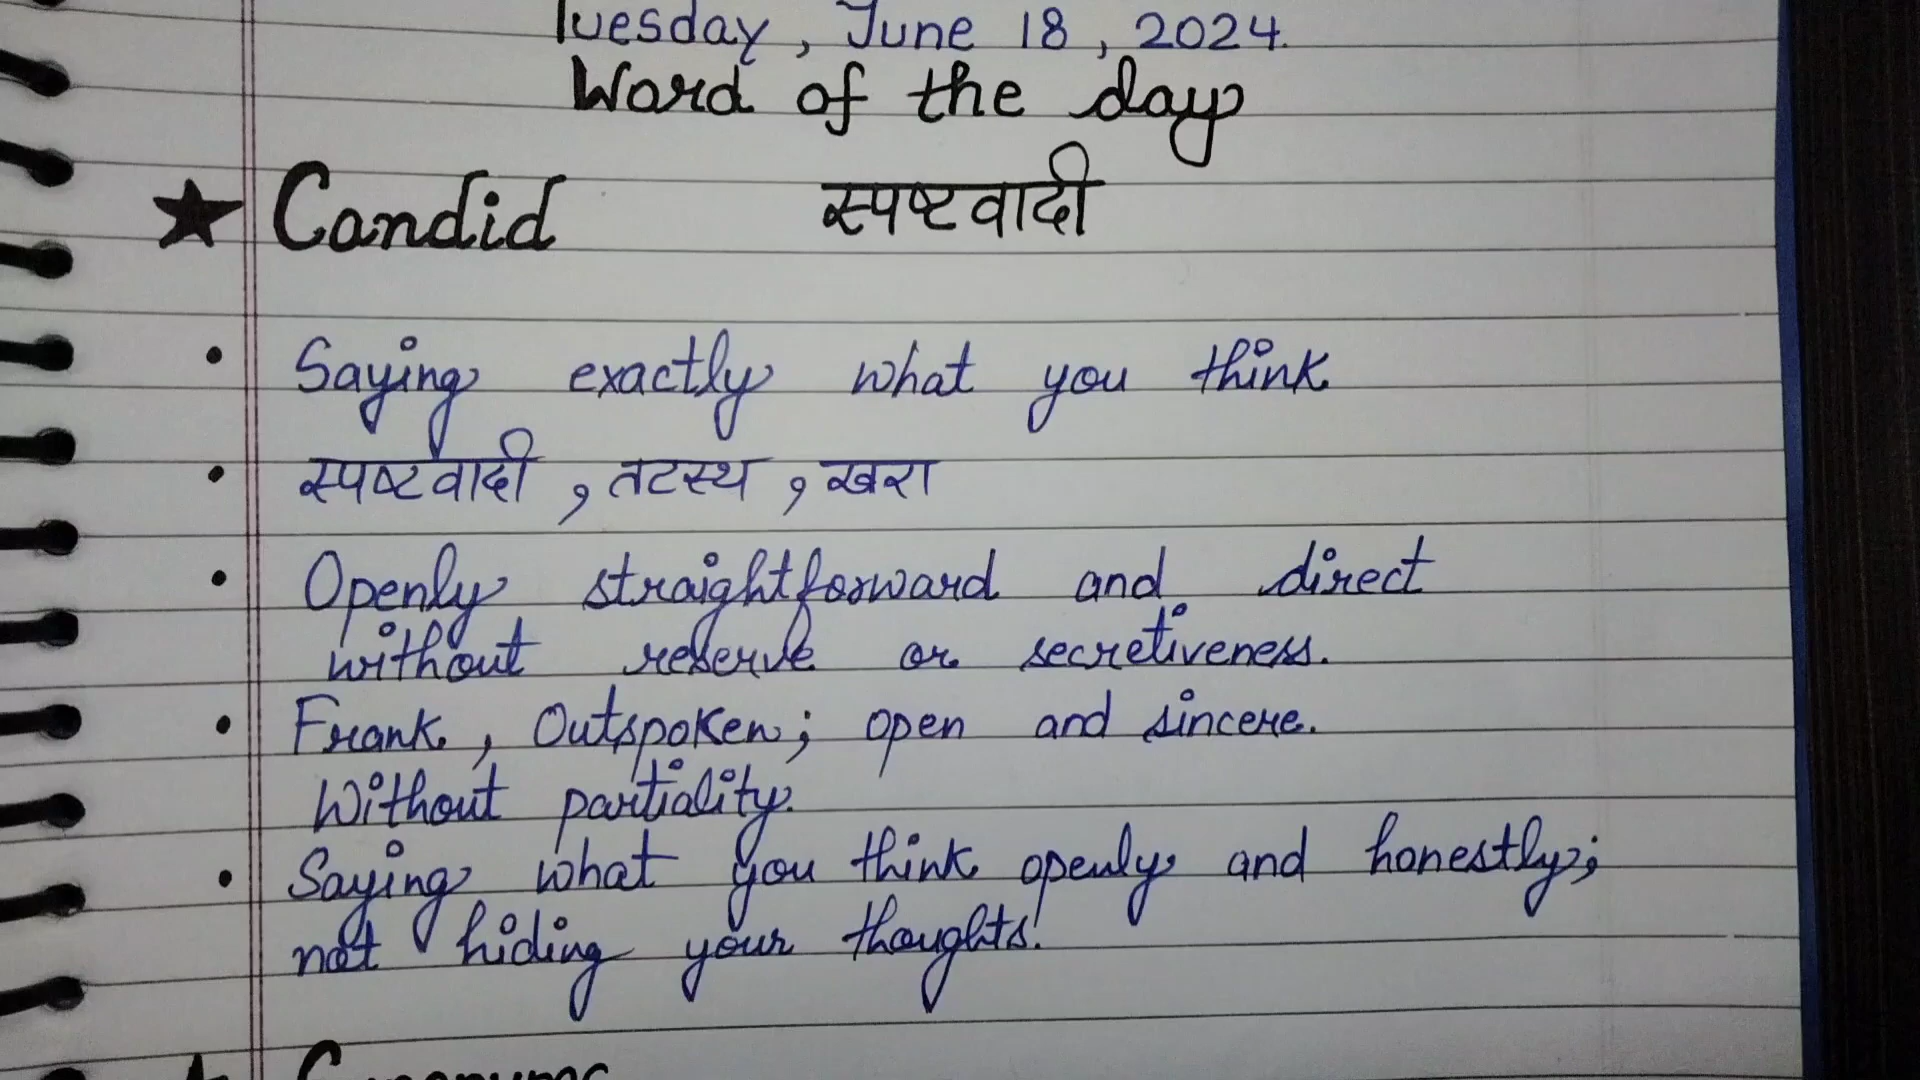 Tuesday, June 18, 2024.
Word of the day
★ Candid स्पष्टवादी
• Saying exactly what you think
• स्पष्टवादी, तटस्थ, खरा
• Openly straightforward and direct
without reserve or secretiveness.
• Frank, Outspoken; open and sincere.
Without partiality.
• Saying what you think openly and honestly;
not hiding your thoughts.